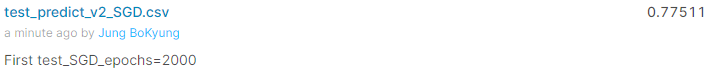 test_predict_v2_SGD.csv 0.77511
a minute ago by Jung BoKyung
First test_SGD_epochs=2000